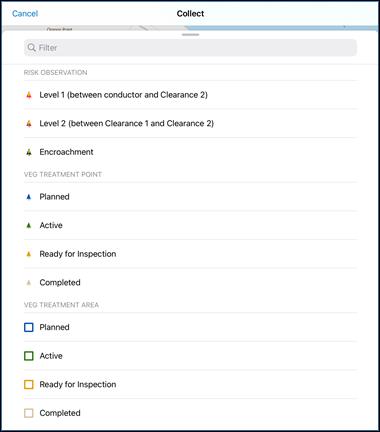 Cancel
Collect
Filter
RISK OBSERVATION
Level 1 (between conductor and Clearance 2)
Level 2 (between Clearance 1 and Clearance 2)
Encroachment
VEG TREATMENT POINT
Planned
Active
Ready for Inspection
Completed
VEG TREATMENT AREA
Planned
Active
Ready for Inspection
Completed